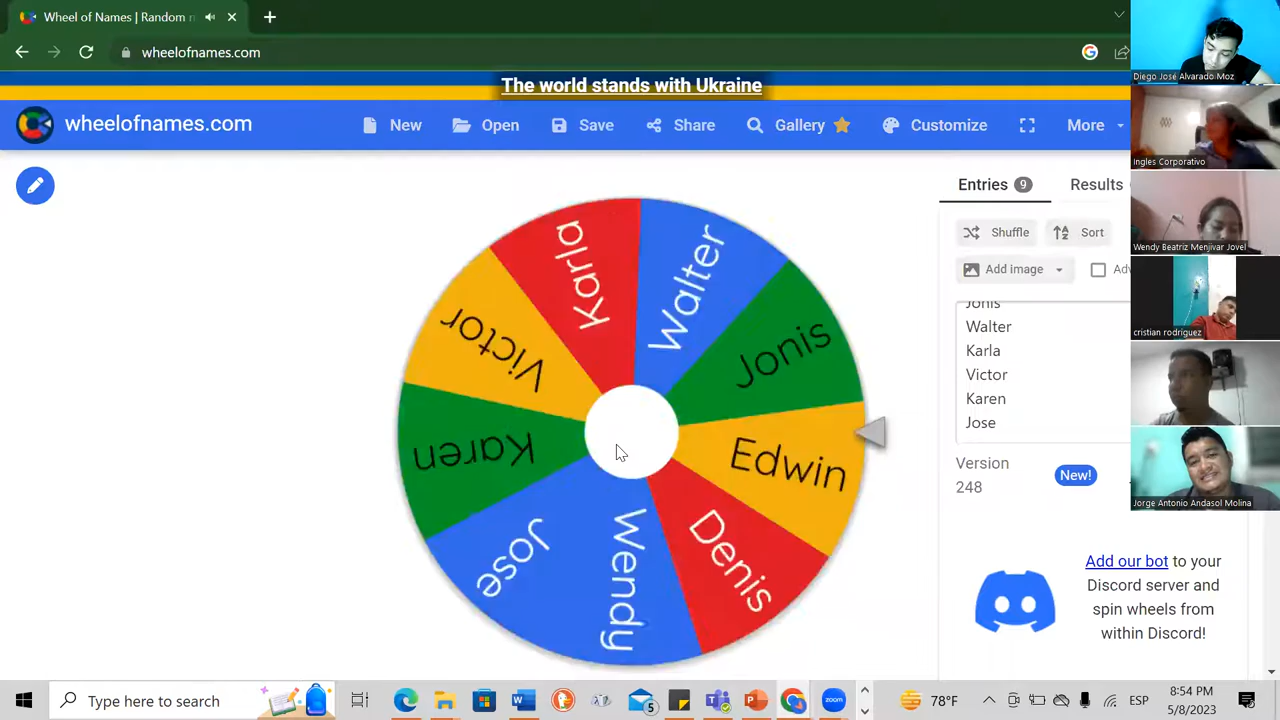 Wheel of Names | Random n
wheelofnames.com
The world stands with Ukraine
wheelofnames.com
New
Open
Save
Share
Gallery
Customize
More
Entries 9
Results
Shuffle
Sort
Add image
Adv
Jonis
Walter
Karla
Victor
Karen
Jose
Version
248
New!
Add our bot to your
Discord server and
spin wheels from
within Discord!
Karla
Walter
Jonis
Edwin
Denis
Wendy
Jose
Karen
Victor
Diego José Alvarado Moz
Ingles Corporativo
Wendy Beatriz Menjivar Jovel
cristian rodriguez
Jorge Antonio Andasol Molina
Type here to search
5
zoom
78°F
ESP
8:54 PM
5/8/2023